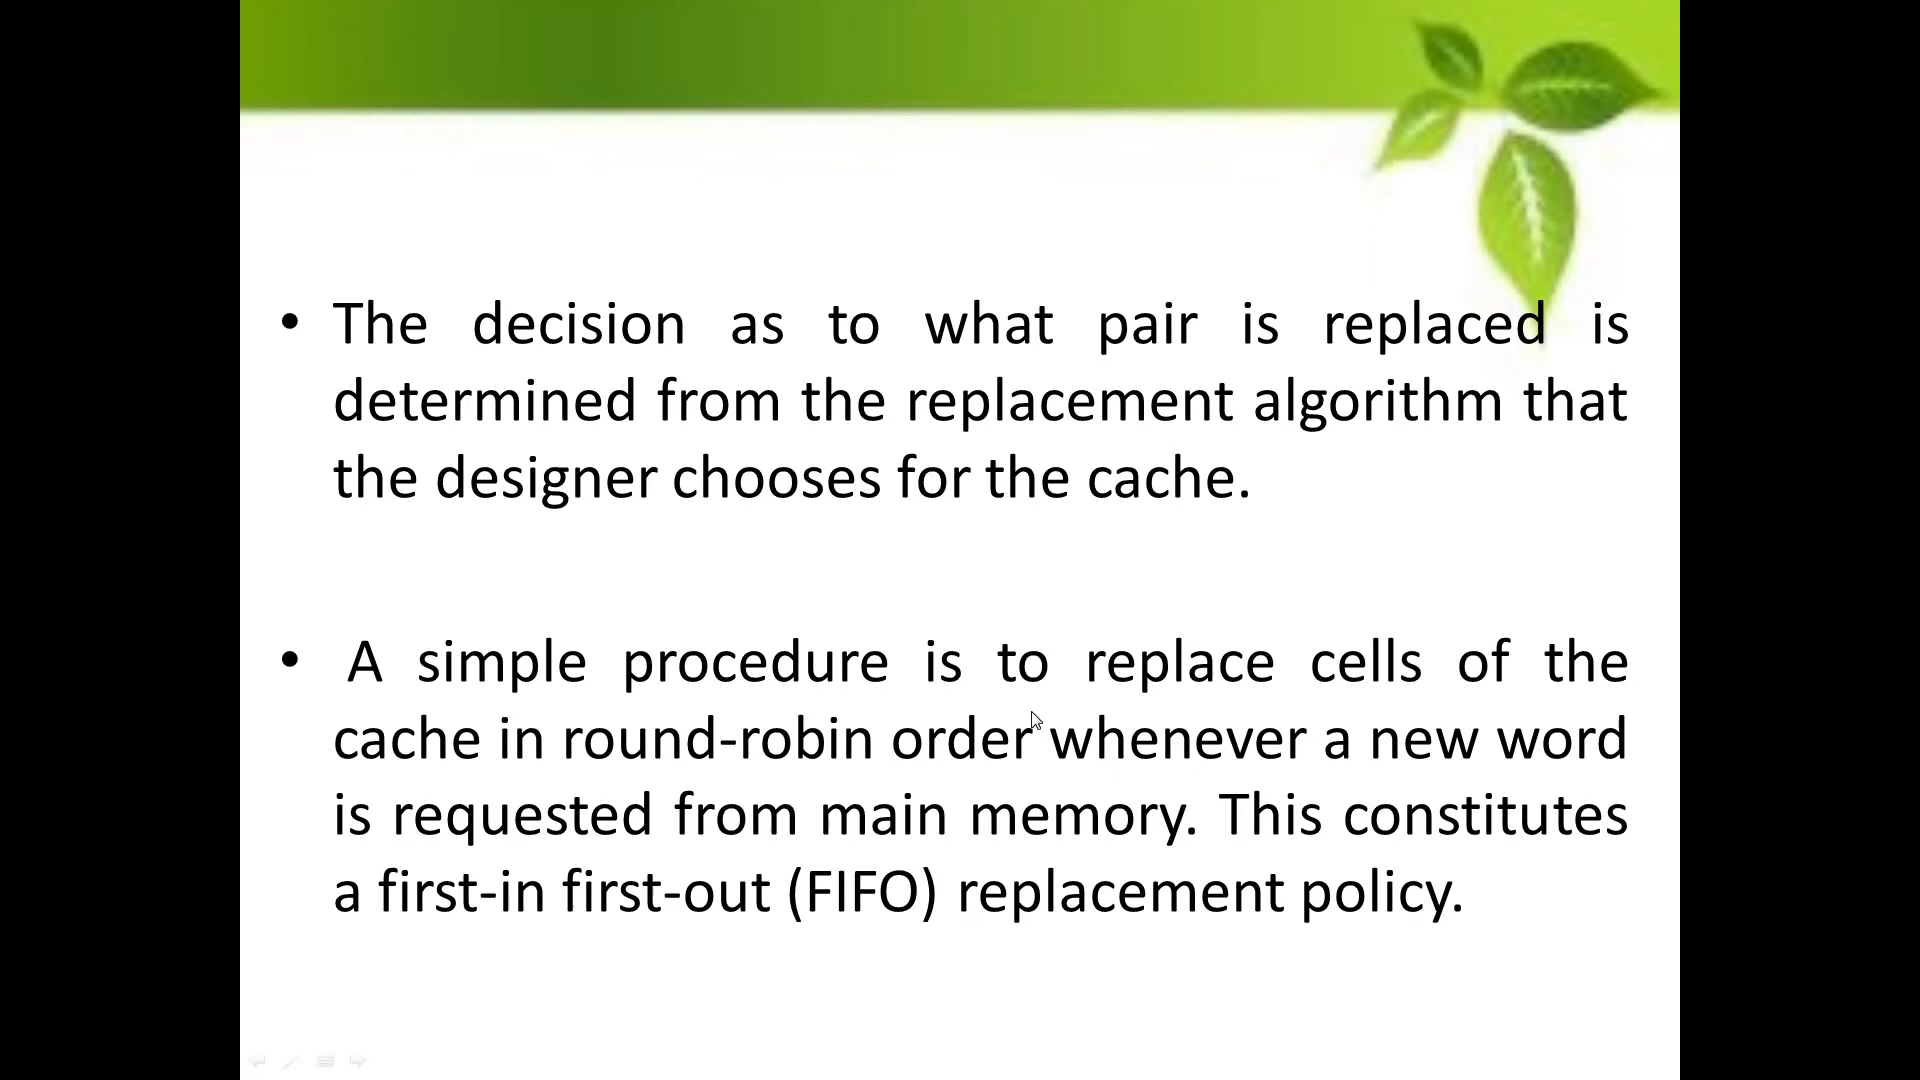 • The decision as to what pair is replaced is
determined from the replacement algorithm that
the designer chooses for the cache.
• A simple procedure is to replace cells of the
cache in round-robin order whenever a new word
is requested from main memory. This constitutes
a first-in first-out (FIFO) replacement policy.